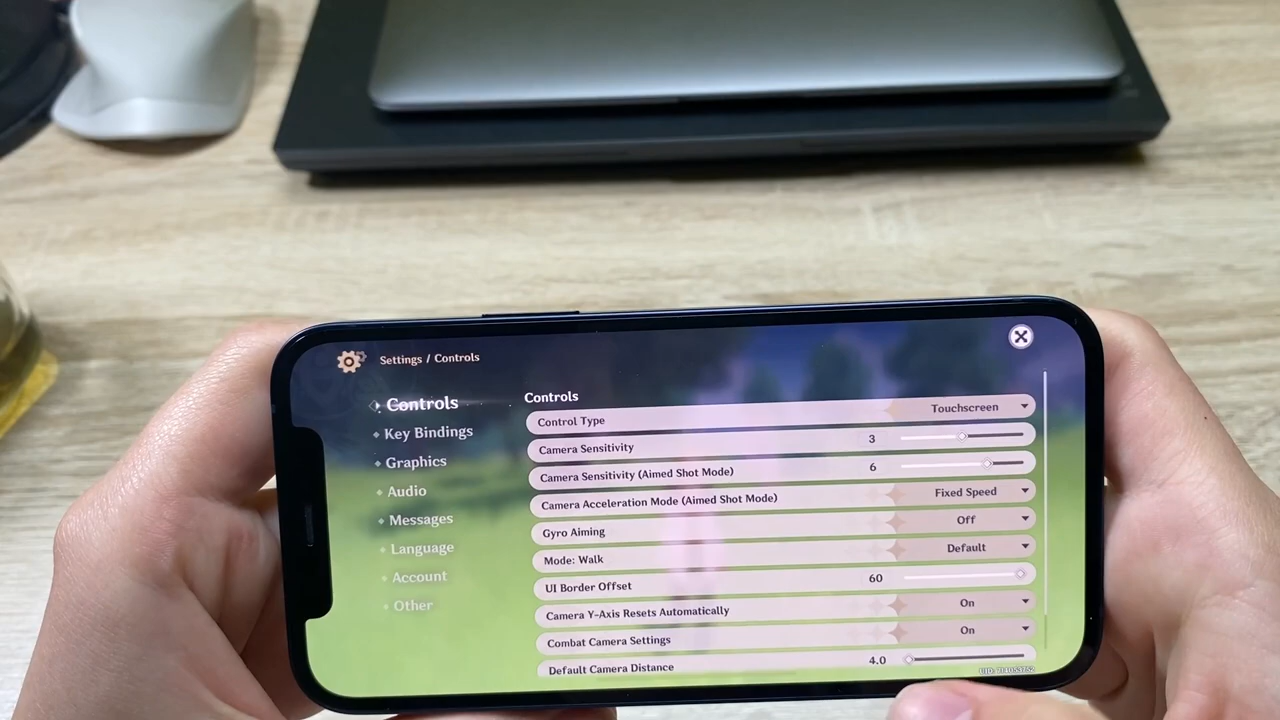 Settings / Controls
Controls
Key Bindings
Graphics
Audio
Messages
Language
Account
Other
Controls
Control Type Touchscreen
Camera Sensitivity 3
Camera Sensitivity (Aimed Shot Mode) 6
Camera Acceleration Mode (Aimed Shot Mode) Fixed Speed
Gyro Aiming Off
Mode: Walk Default
UI Border Offset 60
Camera Y-Axis Resets Automatically On
Combat Camera Settings On
Default Camera Distance 4.0
UID: